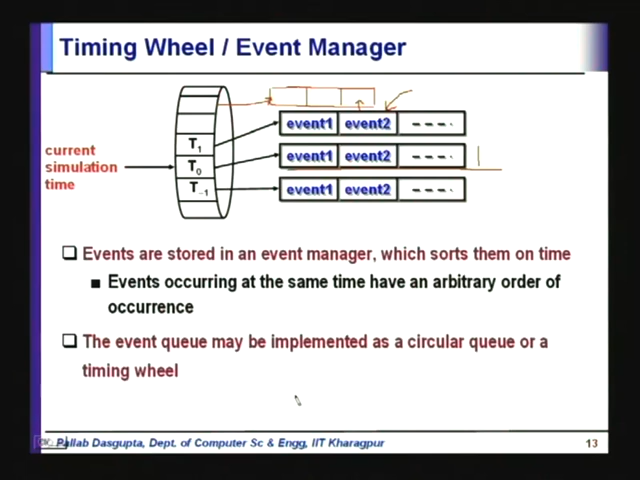 Timing Wheel / Event Manager
event1 event2
T1
event1 event2
current simulation time
T0
event1 event2
T-1
❑ Events are stored in an event manager, which sorts them on time
■ Events occurring at the same time have an arbitrary order of
occurrence
❑ The event queue may be implemented as a circular queue or a
timing wheel
Pallab Dasgupta, Dept. of Computer Sc & Engg, IIT Kharagpur
13